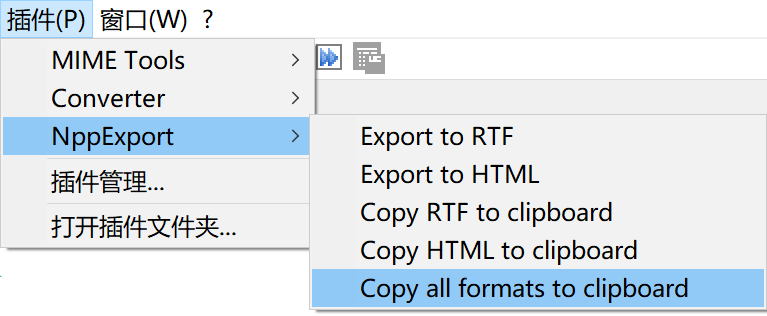 插件(P) 窗口(W) ?
MIME Tools
Converter
NppExport
插件管理...
打开插件文件夹...
Export to RTF
Export to HTML
Copy RTF to clipboard
Copy HTML to clipboard
Copy all formats to clipboard